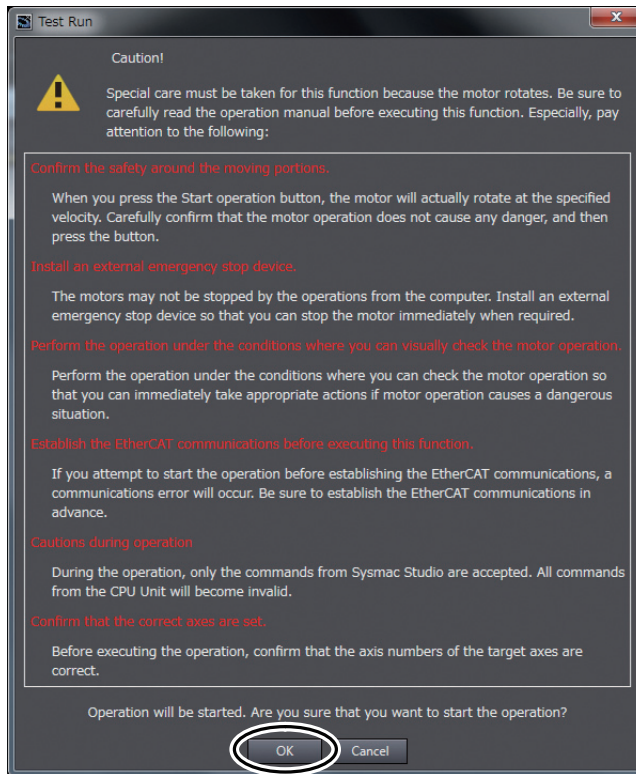 Test Run
Caution!
Special care must be taken for this function because the motor rotates. Be sure to
carefully read the operation manual before executing this function. Especially, pay
attention to the following:
Confirm the safety around the moving portions.
When you press the Start operation button, the motor will actually rotate at the specified
velocity. Carefully confirm that the motor operation does not cause any danger, and then
press the button.
Install an external emergency stop device.
The motors may not be stopped by the operations from the computer. Install an external
emergency stop device so that you can stop the motor immediately when required.
Perform the operation under the conditions where you can visually check the motor operation.
Perform the operation under the conditions where you can check the motor operation so
that you can immediately take appropriate actions if motor operation causes a dangerous
situation.
Establish the EtherCAT communications before executing this function.
If you attempt to start the operation before establishing the EtherCAT communications, a
communications error will occur. Be sure to establish the EtherCAT communications in
advance.
Cautions during operation
During the operation, only the commands from Sysmac Studio are accepted. All commands
from the CPU Unit will become invalid.
Confirm that the correct axes are set.
Before executing the operation, confirm that the axis numbers of the target axes are
correct.
Operation will be started. Are you sure that you want to start the operation?
OK Cancel